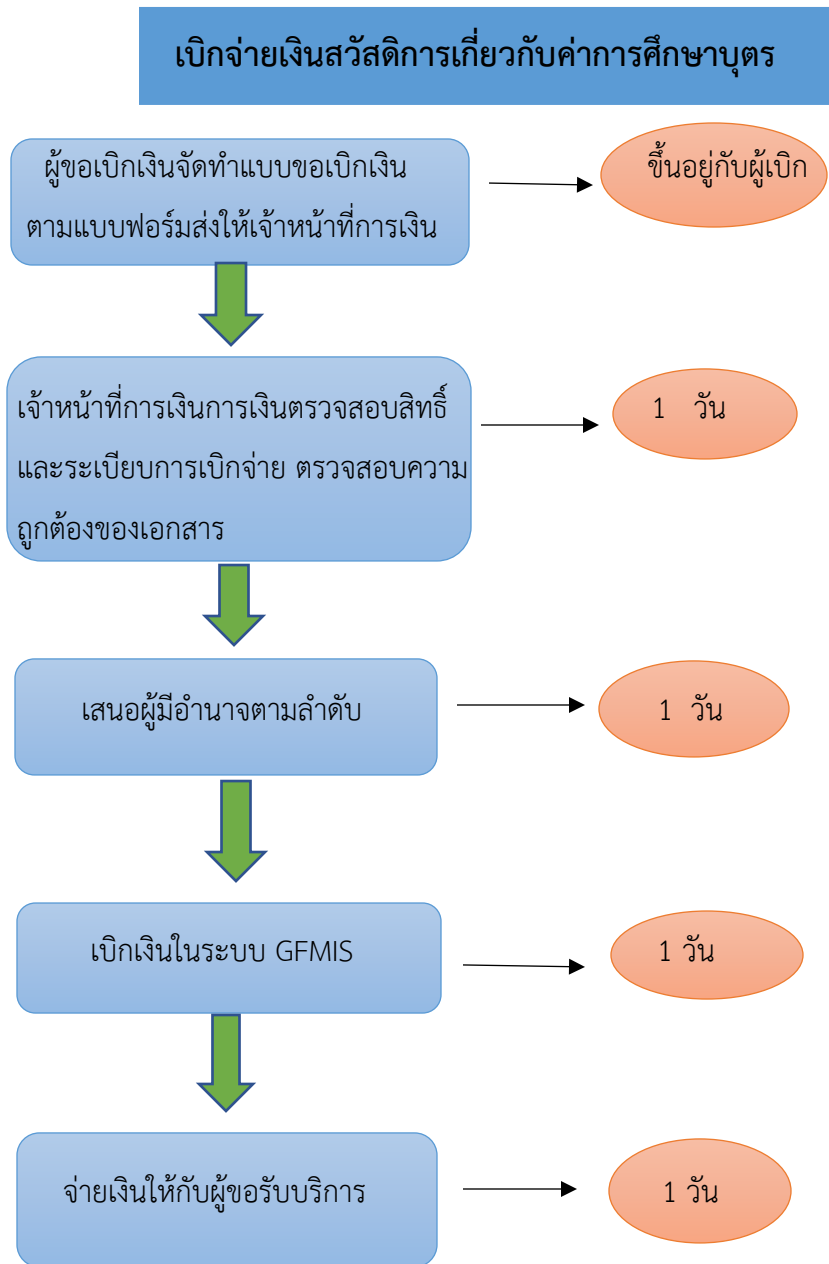 เบิกจ่ายเงินสวัสดิการเกี่ยวกับค่าการศึกษาบุตร
ผู้ขอเบิกเงินจัดทำแบบขอเบิกเงิน
ตามแบบฟอร์มส่งให้เจ้าหน้าที่การเงิน
ขึ้นอยู่กับผู้เบิก
เจ้าหน้าที่การเงินการเงินตรวจสอบสิทธิ์
และระเบียบการเบิกจ่าย ตรวจสอบความ
ถูกต้องของเอกสาร
1 วัน
เสนอผู้มีอำนาจตามลำดับ
1 วัน
เบิกเงินในระบบ GFMIS
1 วัน
จ่ายเงินให้กับผู้ขอรับบริการ
1 วัน